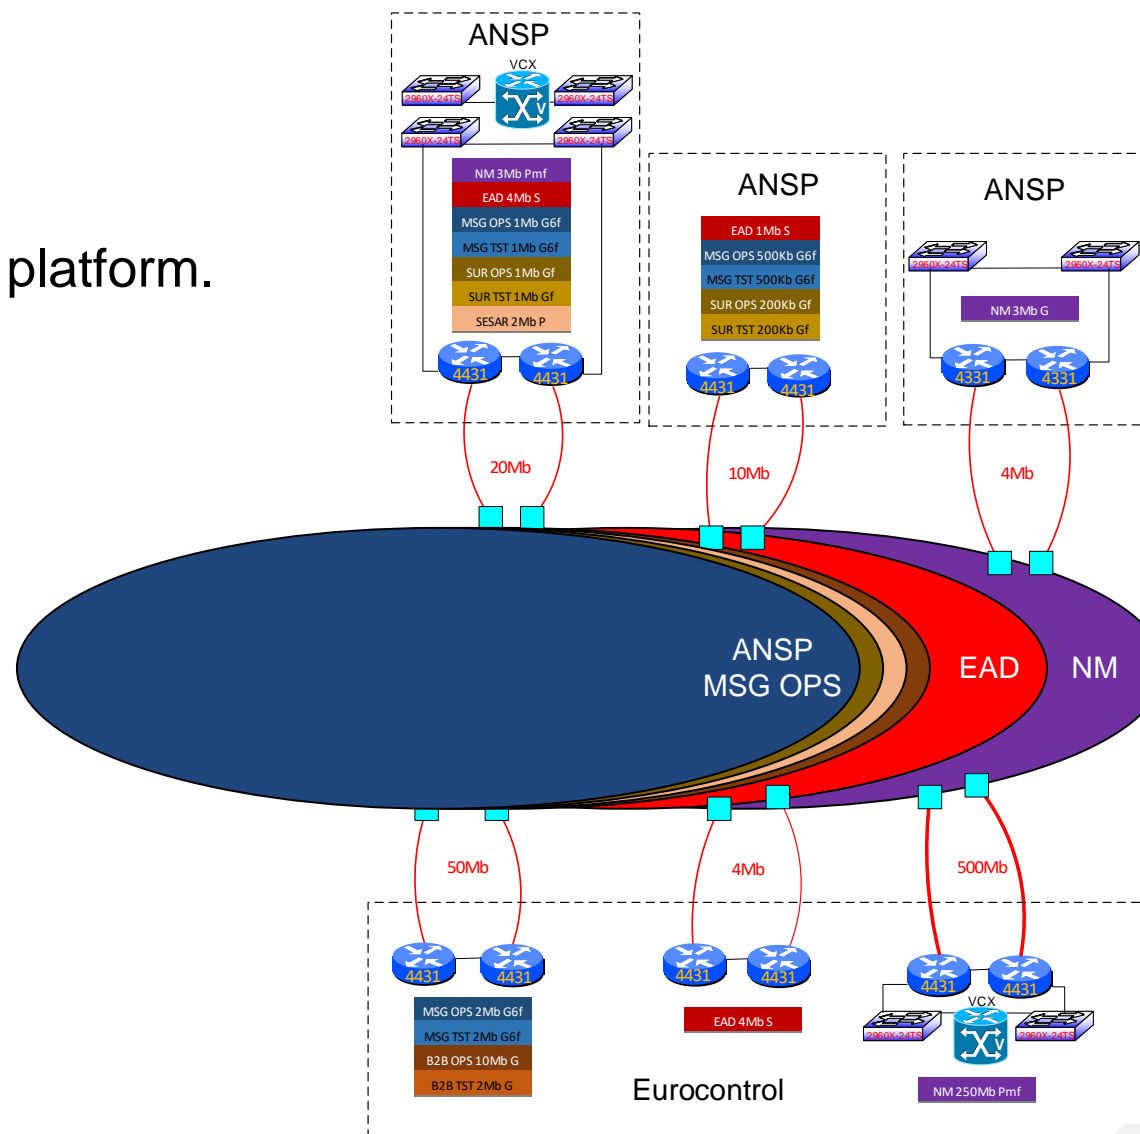 ANSP
VCX
2960X-24TS
2960X-24TS
2960X-24TS
2960X-24TS
NM 3Mb Pmf
EAD 4Mb S
MSG OPS 1Mb G6f
MSG TST 1Mb G6f
SUR OPS 1Mb Gf
SUR TST 1Mb Gf
SESAR 2Mb P
4431
4431
20Mb
ANSP
EAD 1Mb S
MSG OPS 500Kb G6f
MSG TST 500Kb G6f
SUR OPS 200Kb Gf
SUR TST 200Kb Gf
4431
4431
10Mb
ANSP
2960X-24TS
2960X-24TS
NM 3Mb G
4331
4331
4Mb
platform.
ANSP
MSG OPS
EAD
NM
50Mb
4431
4431
MSG OPS 2Mb G6f
MSG TST 2Mb G6f
B2B OPS 10Mb G
B2B TST 2Mb G
4Mb
4431
4431
EAD 4Mb S
500Mb
4431
4431
VCX
2960X-24TS
2960X-24TS
NM 250Mb Pmf
Eurocontrol